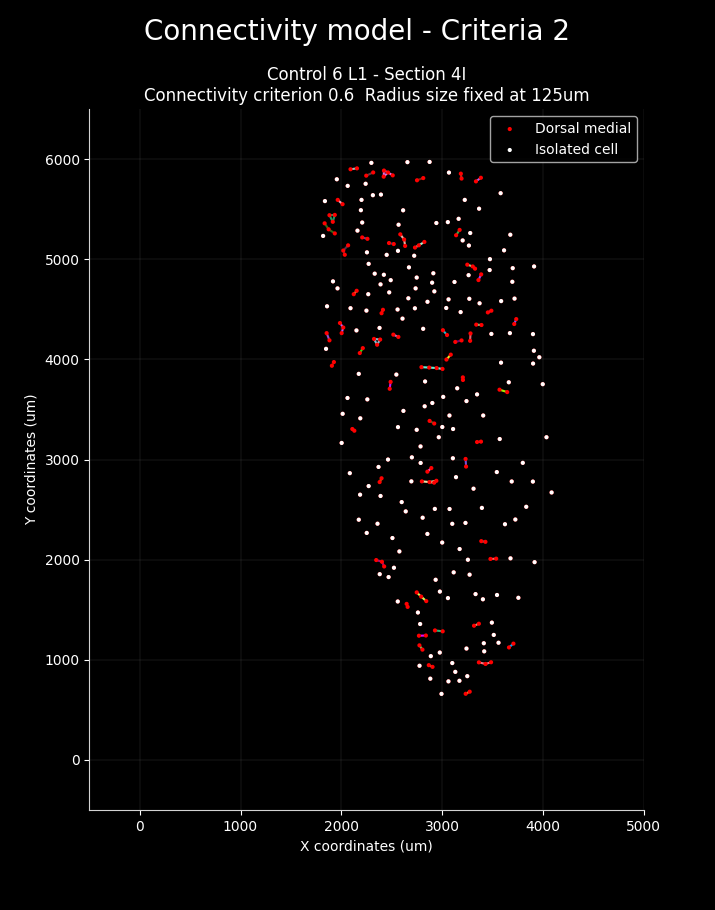 Connectivity model - Criteria 2
Control 6 L1 - Section 4I
Connectivity criterion 0.6  Radius size fixed at 125um
Dorsal medial
Isolated cell
6000
5000
4000
3000
2000
1000
0
Y coordinates (um)
0
1000
2000
3000
4000
5000
X coordinates (um)